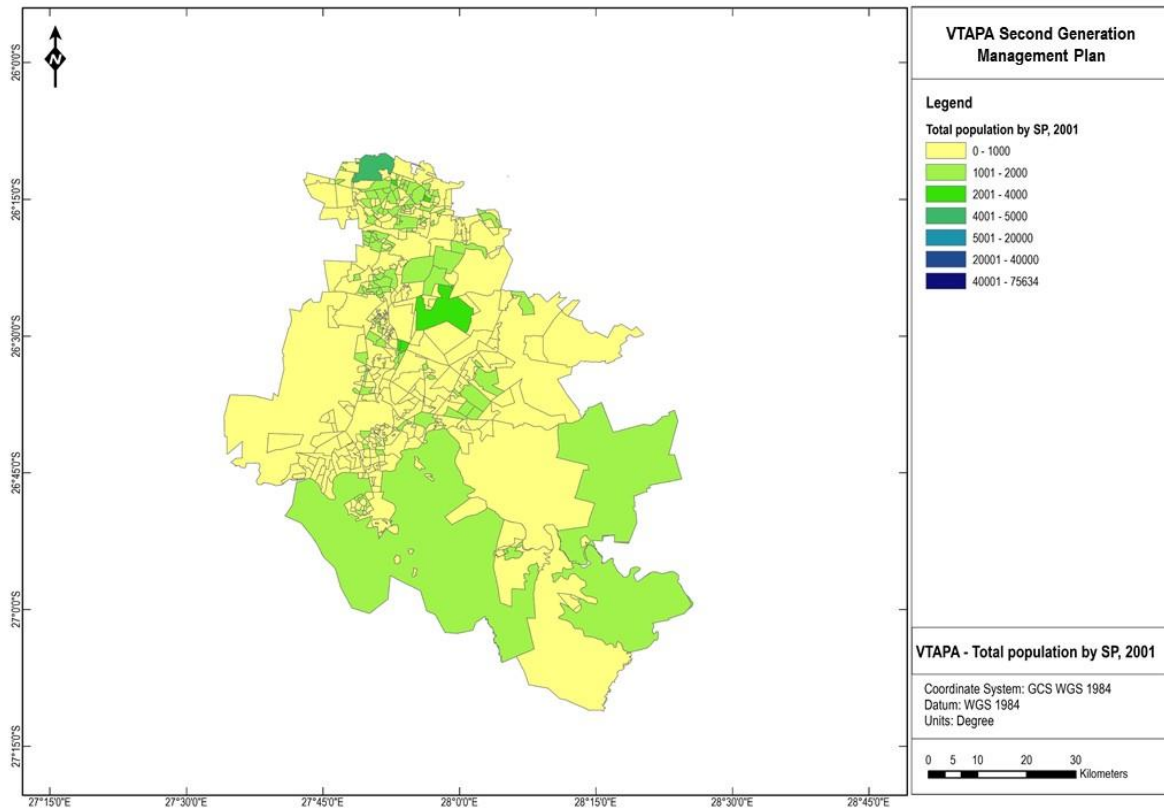 VTAPA Second Generation
Management Plan
Legend
Total population by SP, 2001
0 - 1000
1001 - 2000
2001 - 4000
4001 - 5000
5001 - 20000
20001 - 40000
40001 - 75634
VTAPA - Total population by SP, 2001
Coordinate System: GCS WGS 1984
Datum: WGS 1984
Units: Degree
0 5 10 20 30
Kilometers
N
26°0'0"S
26°15'0"S
26°30'0"S
26°45'0"S
27°0'0"S
27°15'0"S
27°15'0"E 27°30'0"E 27°45'0"E 28°0'0"E 28°15'0"E 28°30'0"E 28°45'0"E